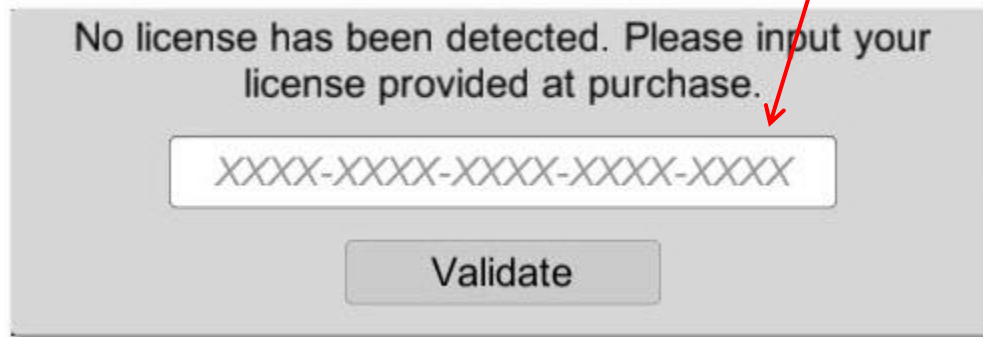 No license has been detected. Please input your
license provided at purchase.
XXXX-XXXX-XXXX-XXXX-XXXX
Validate